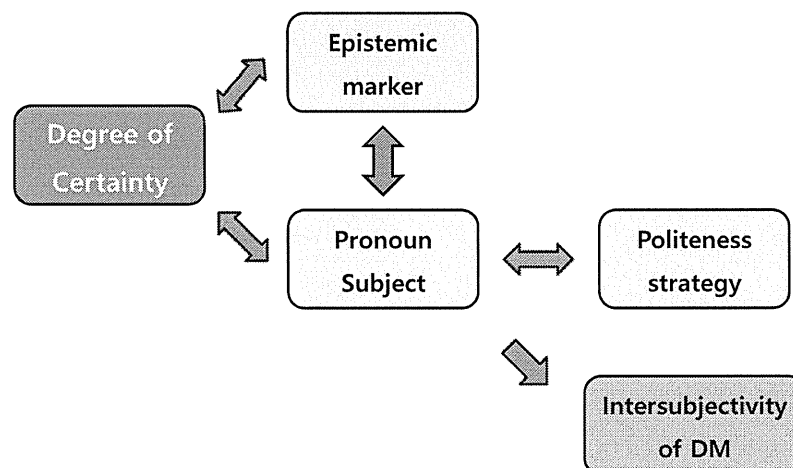 Epistemic
marker
Degree of
Certainty
Pronoun
Subject
Politeness
strategy
Intersubjectivity
of DM